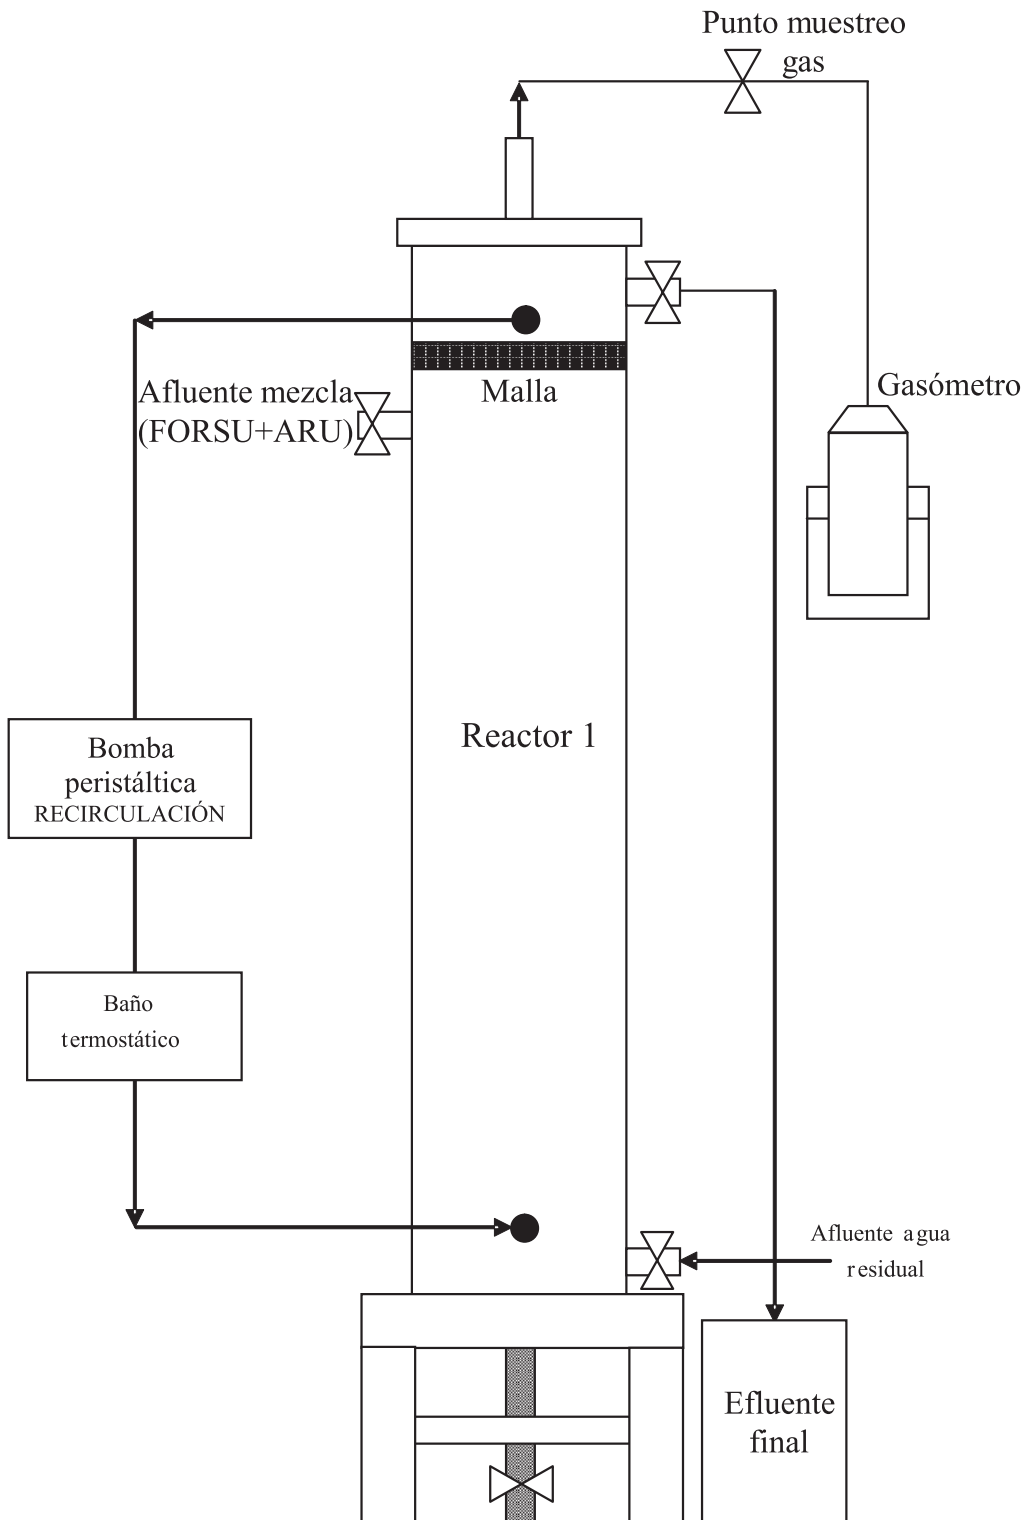 Punto muestreo
gas
Afluente mezcla
(FORSU+ARU)
Malla
Gasómetro
Reactor 1
Bomba
peristáltica
RECIRCULACIÓN
Baño
termostático
Afluente agua
residual
Efluente
final